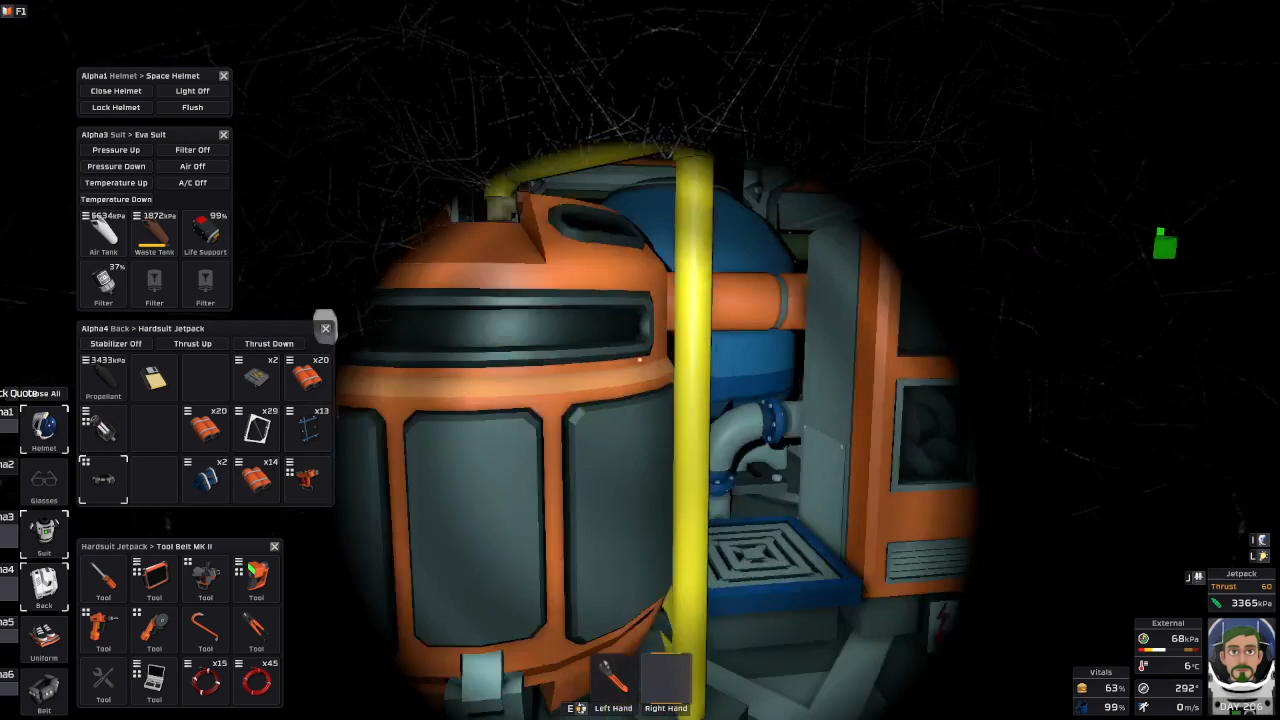 F1
Alpha1 Helmet > Space Helmet
Close Helmet Light Off
Lock Helmet Flush
Alpha3 Suit > Eva Suit
Pressure Up Filter Off
Pressure Down Air Off
Temperature Up A/C Off
Temperature Down
5634kPa 1872kPa 99%
Air Tank Waste Tank Life Support
37%
Filter Filter Filter
Alpha4 Back > Hardsuit Jetpack
Stabilizer Off Thrust Up Thrust Down
3433kPa x2 x20
Propellant
x20 x29 x13
x2 x14
Helmet
Glasses
Suit
Back
Uniform
Belt
Hardsuit Jetpack > Tool Belt MK II
Tool Tool Tool Tool
Tool Tool Tool Tool
x15 x45
Tool Tool Tool Tool
E Left Hand Right Hand
I
L
J Jetpack
Thrust 60
3365kPa
External
68kPa
6°C
292°
0m/s
Vitals
63%
99%
DAY 206